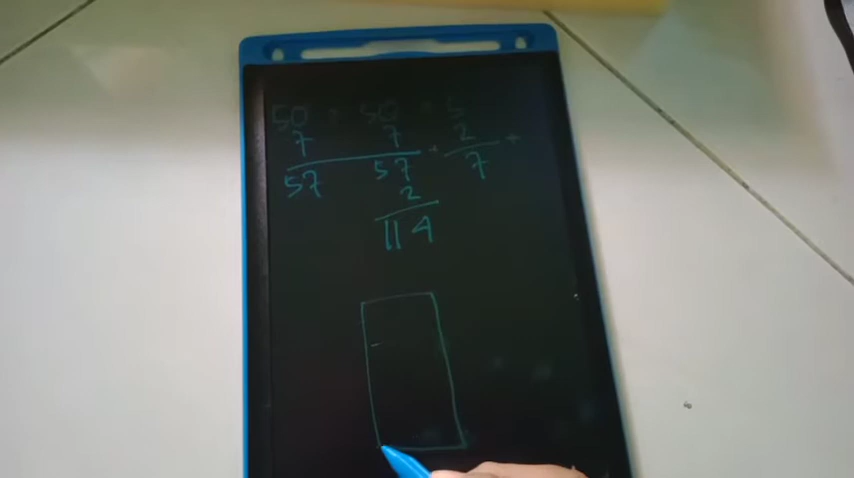 50 50 5
7 7 2
57 57 + 7 +
2
114